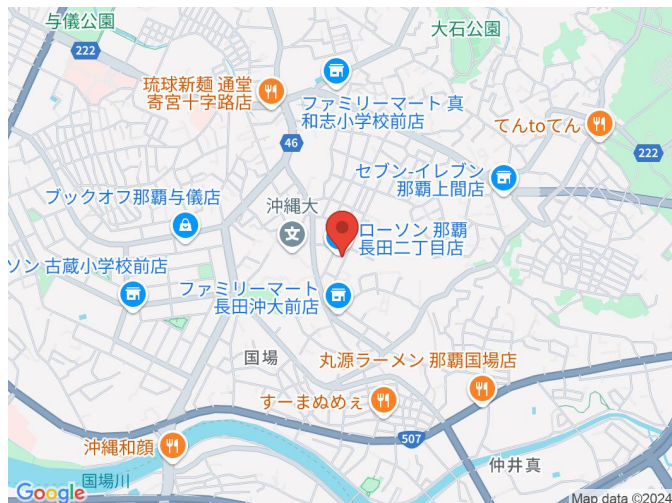 与儀公園
大石公園
222
琉球新麺 通堂
寄宮十字路店
ファミリーマート 真
和志小学校前店
てんtoてん
46
セブン-イレブン
那覇上間店
222
ブックオフ那覇与儀店
沖縄大
文
ローソン 那覇
長田二丁目店
ソン 古蔵小学校前店
ファミリーマート
長田沖大前店
国場
丸源ラーメン 那覇国場店
すーまぬめぇ
507
沖縄和顔
仲井真
国場川
Google
Map data ©2024